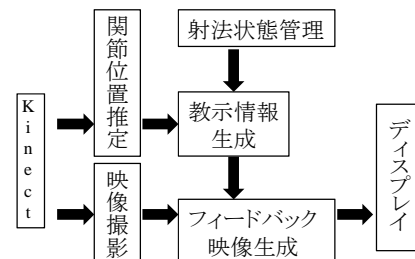 Kinect
関節位置推定
映像撮影
射法状態管理
教示情報
生成
フィードバック
映像生成
ディスプレイ